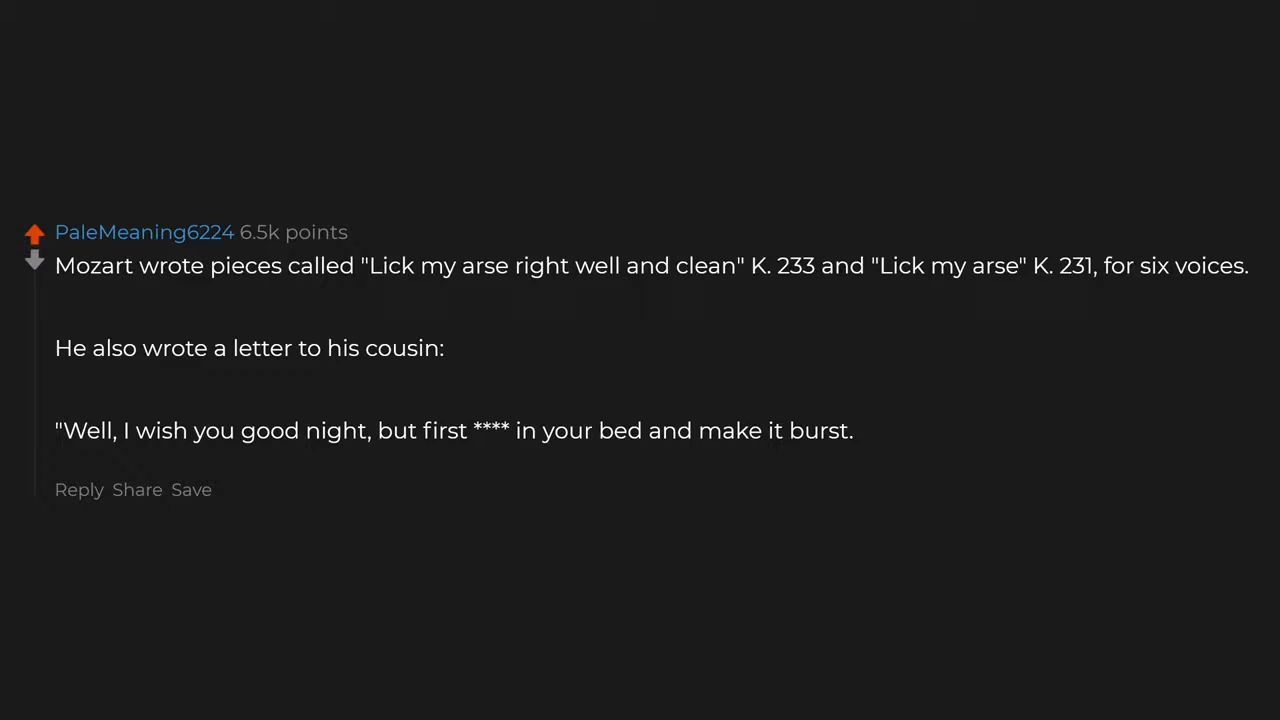 PaleMeaning6224 6.5k points
Mozart wrote pieces called "Lick my arse right well and clean" K. 233 and "Lick my arse" K. 231, for six voices.
He also wrote a letter to his cousin:
"Well, I wish you good night, but first **** in your bed and make it burst.
Reply Share Save